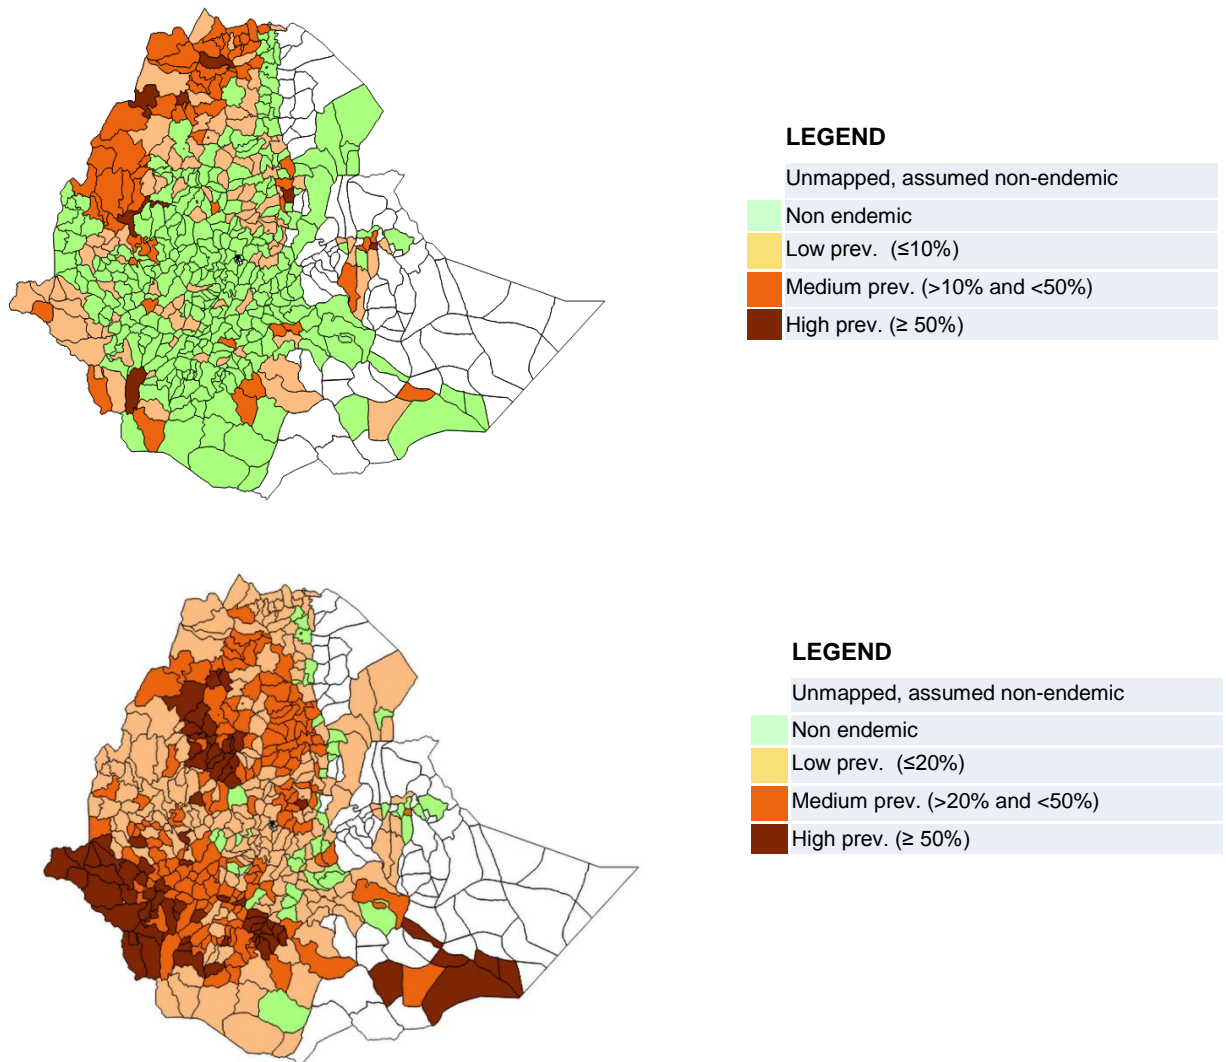 LEGEND
Unmapped, assumed non-endemic
Non endemic
Low prev. (≤10%)
Medium prev. (>10% and <50%)
High prev. (≥ 50%)
LEGEND
Unmapped, assumed non-endemic
Non endemic
Low prev. (≤20%)
Medium prev. (>20% and <50%)
High prev. (≥ 50%)